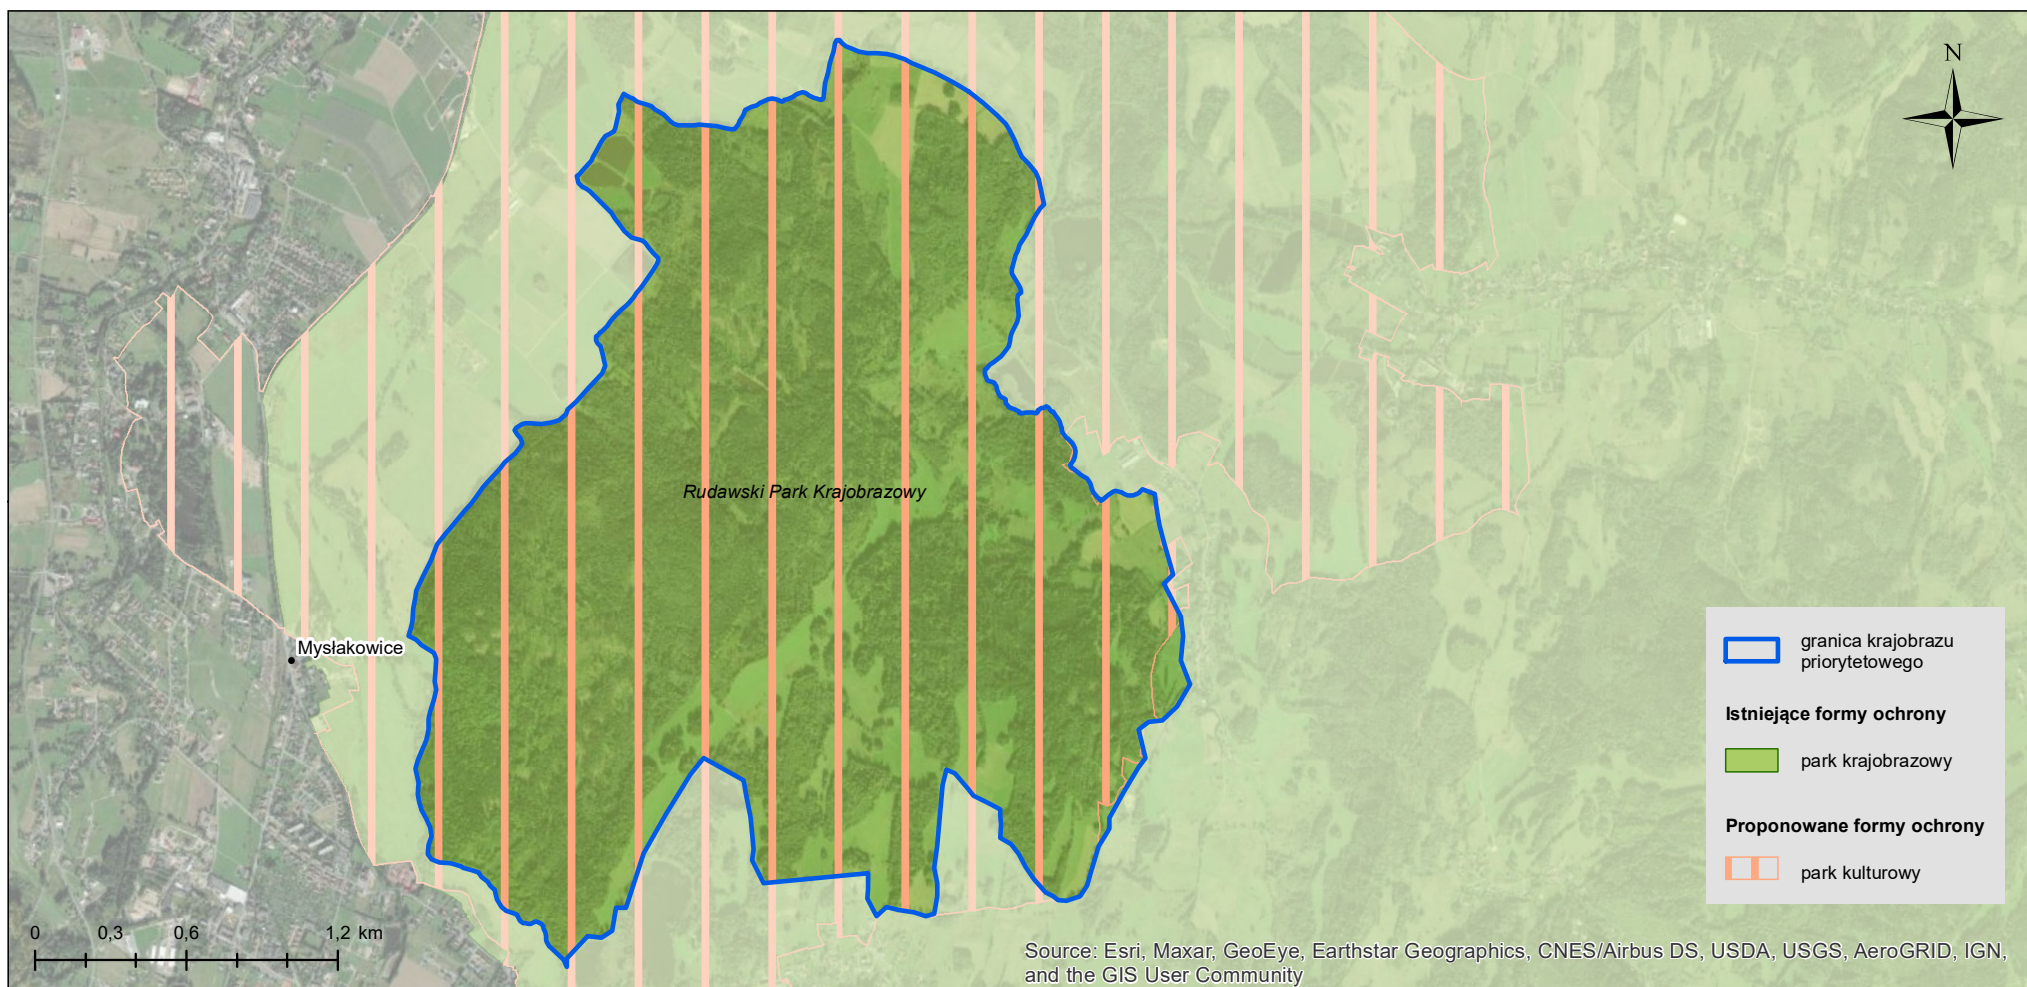 N
Rudawski Park Krajobrazowy
Mysłakowice
granica krajobrazu
priorytetowego
Istniejące formy ochrony
park krajobrazowy
Proponowane formy ochrony
park kulturowy
0 0,3 0,6 1,2 km
Source: Esri, Maxar, GeoEye, Earthstar Geographics, CNES/Airbus DS, USDA, USGS, AeroGRID, IGN,
and the GIS User Community